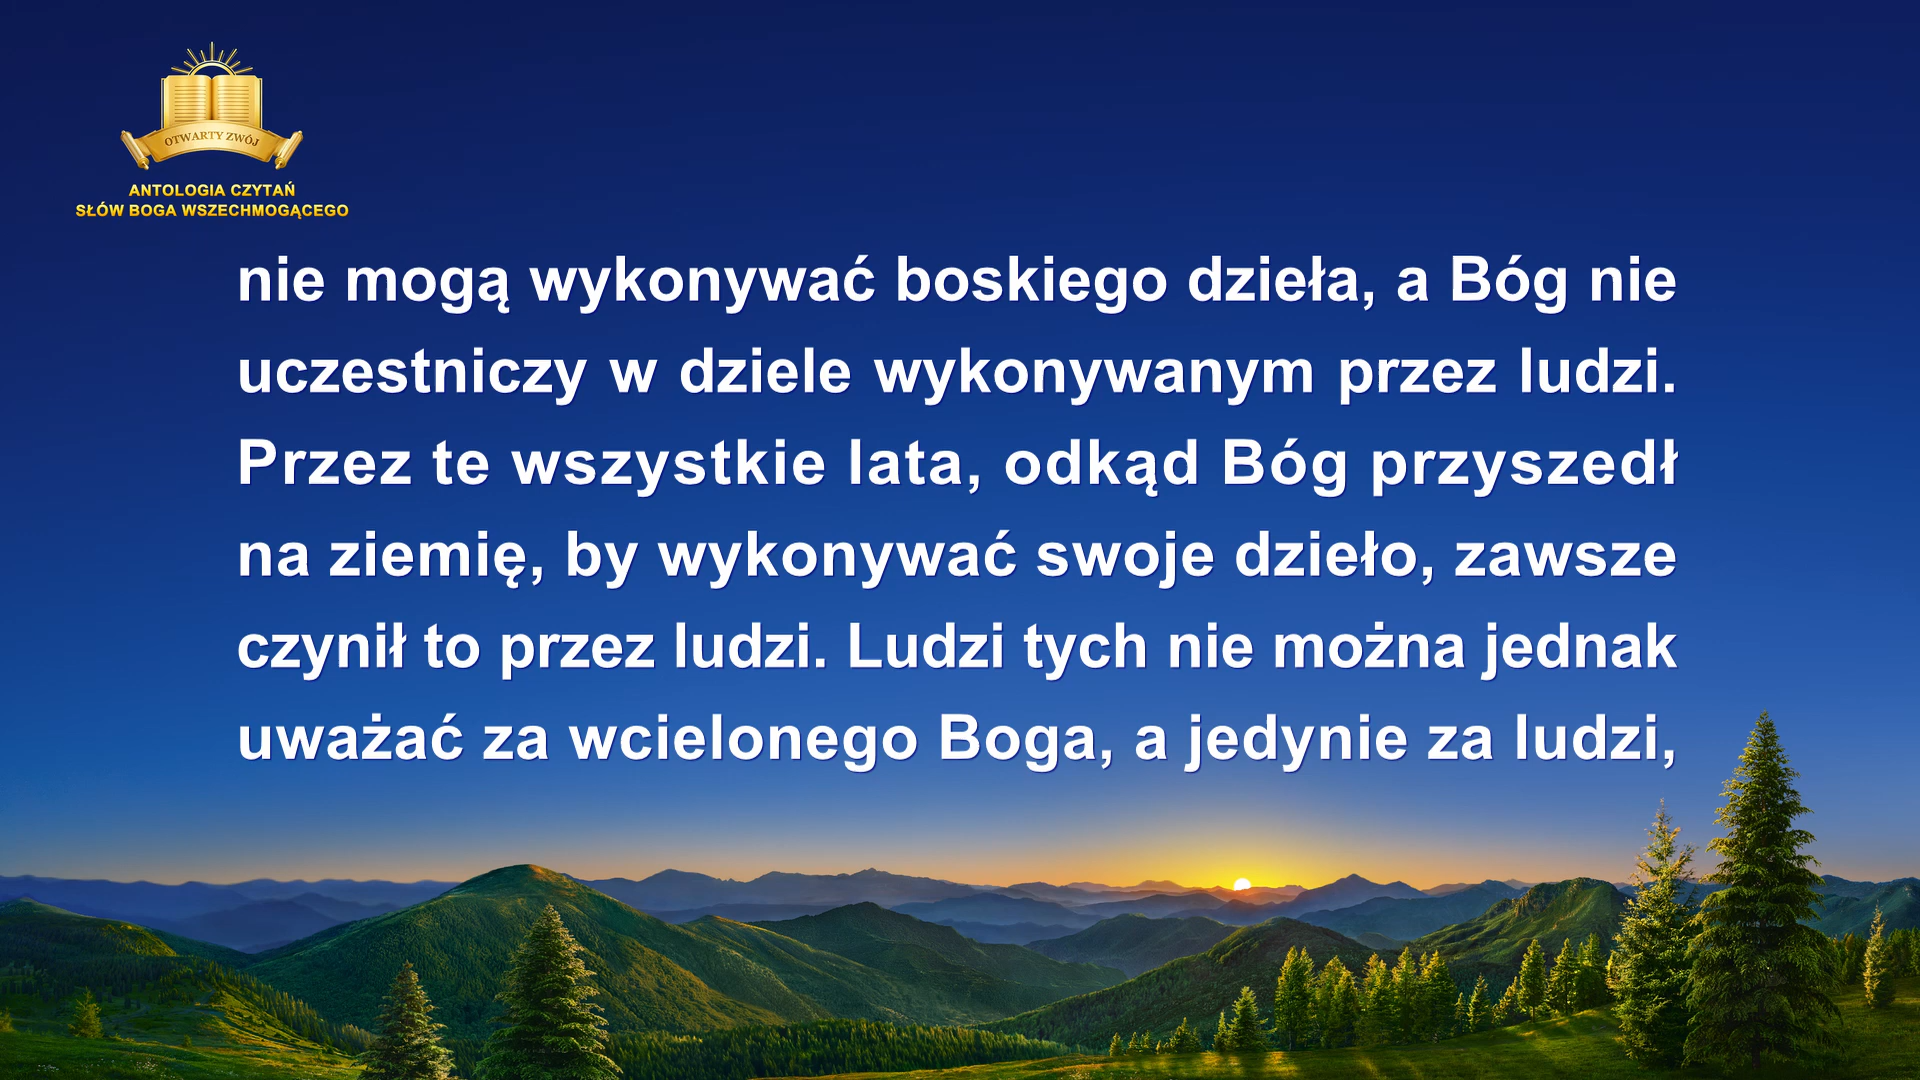 OTWARTY ZWÓJ
ANTOLOGIA CZYTAŃ
SŁÓW BOGA WSZECHMOGĄCEGO
nie mogą wykonywać boskiego dzieła, a Bóg nie
uczestniczy w dziele wykonywanym przez ludzi.
Przez te wszystkie lata, odkąd Bóg przyszedł
na ziemię, by wykonywać swoje dzieło, zawsze
czynił to przez ludzi. Ludzi tych nie można jednak
uważać za wcielonego Boga, a jedynie za ludzi,